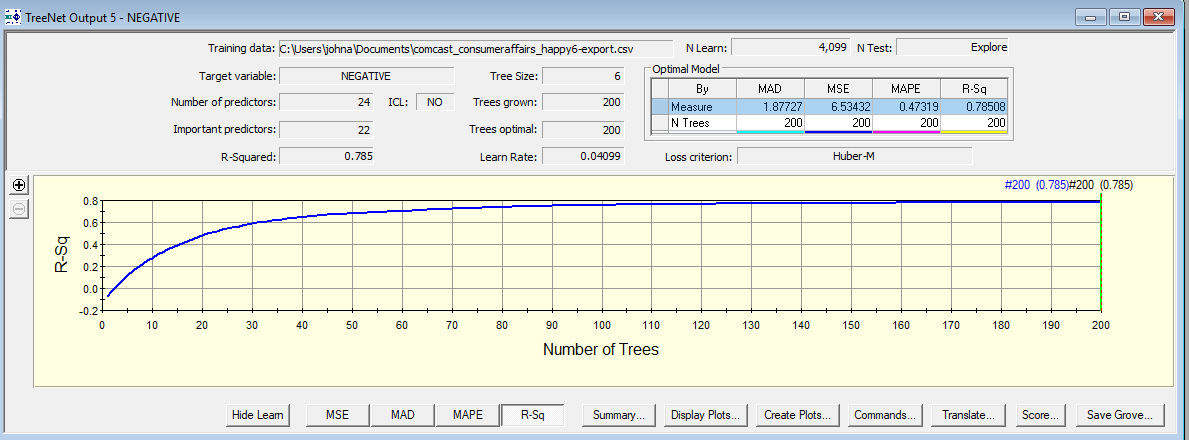 TreeNet Output 5 - NEGATIVE
Training data: C:\Users\johna\Documents\comcast_consumeraffairs_happy6-export.csv N Learn: 4,099 N Test: Explore
Target variable: NEGATIVE Tree Size: 6
Number of predictors: 24 ICL: NO Trees grown: 200
Important predictors: 22 Trees optimal: 200
R-Squared: 0.785 Learn Rate: 0.04099 Loss criterion: Huber-M
Optimal Model
By MAD MSE MAPE R-Sq
Measure 1.87727 6.53432 0.47319 0.78508
N Trees 200 200 200 200
#200 (0.785)#200 (0.785)
R-Sq
0.8
0.6
0.4
0.2
0.0
-0.2
0 10 20 30 40 50 60 70 80 90 100 110 120 130 140 150 160 170 180 190 200
Number of Trees
Hide Learn MSE MAD MAPE R-Sq Summary... Display Plots... Create Plots... Commands... Translate... Score... Save Grove...